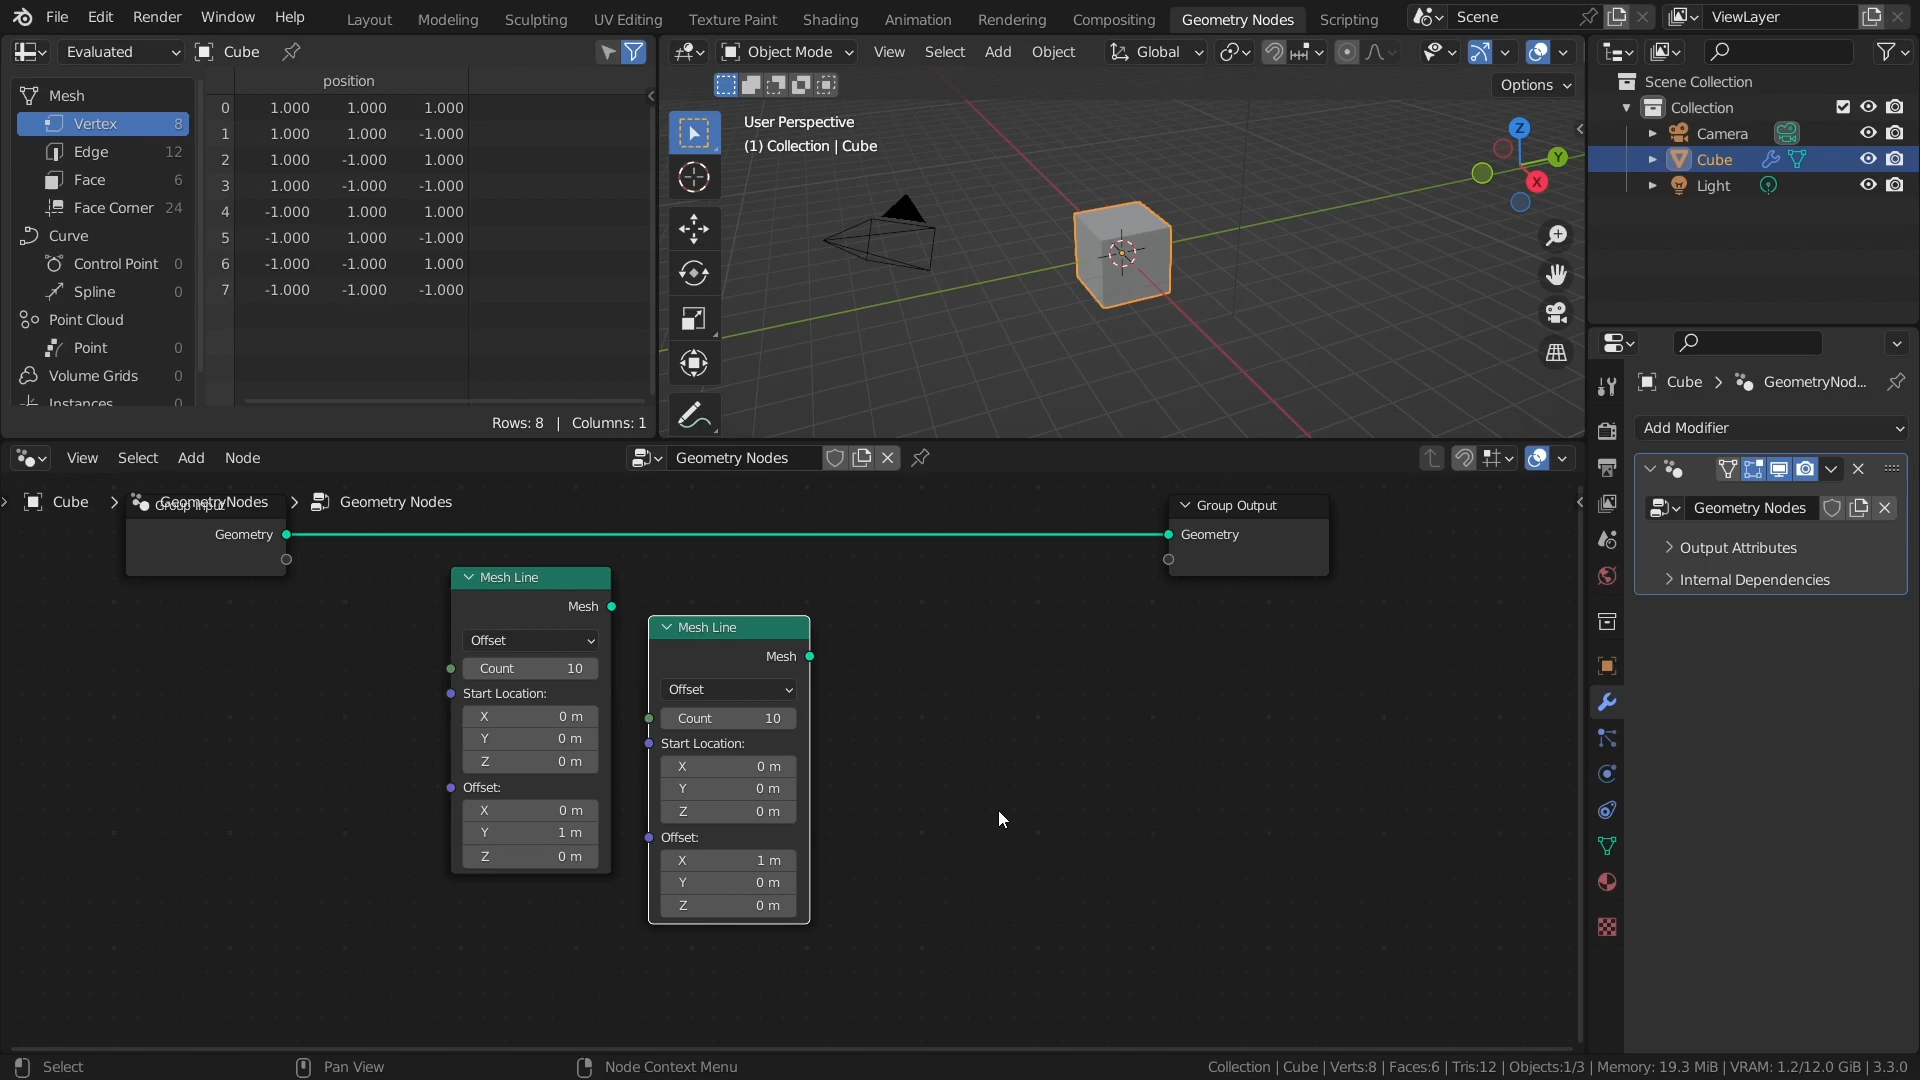 File Edit Render Window Help Layout Modeling Sculpting UV Editing Texture Paint Shading Animation Rendering Compositing Geometry Nodes Scripting Scene ViewLayer
Evaluated Cube
position
Mesh
Vertex 8
Edge 12
Face 6
Face Corner 24
Curve
Control Point 0
Spline 0
Point Cloud
Point 0
Volume Grids 0
Instances 0
0 1.000 1.000 1.000
1 1.000 1.000 -1.000
2 1.000 -1.000 1.000
3 1.000 -1.000 -1.000
4 -1.000 1.000 1.000
5 -1.000 1.000 -1.000
6 -1.000 -1.000 1.000
7 -1.000 -1.000 -1.000
Rows: 8 | Columns: 1
Object Mode View Select Add Object Global
Options
User Perspective
(1) Collection | Cube
Z
Y
X
Scene Collection
Collection
Camera
Cube
Light
Cube > GeometryNod...
Add Modifier
Geometry Nodes
Output Attributes
Internal Dependencies
View Select Add Node Geometry Nodes
Cube > GeometryNodes > Geometry Nodes
Group Input
Geometry
Group Output
Geometry
Mesh Line
Mesh
Offset
Count 10
Start Location:
X 0 m
Y 0 m
Z 0 m
Offset:
X 0 m
Y 1 m
Z 0 m
Mesh Line
Mesh
Offset
Count 10
Start Location:
X 0 m
Y 0 m
Z 0 m
Offset:
X 1 m
Y 0 m
Z 0 m
Select Pan View Node Context Menu Collection | Cube | Verts:8 | Faces:6 | Tris:12 | Objects:1/3 | Memory: 19.3 MiB | VRAM: 1.2/12.0 GiB | 3.3.0